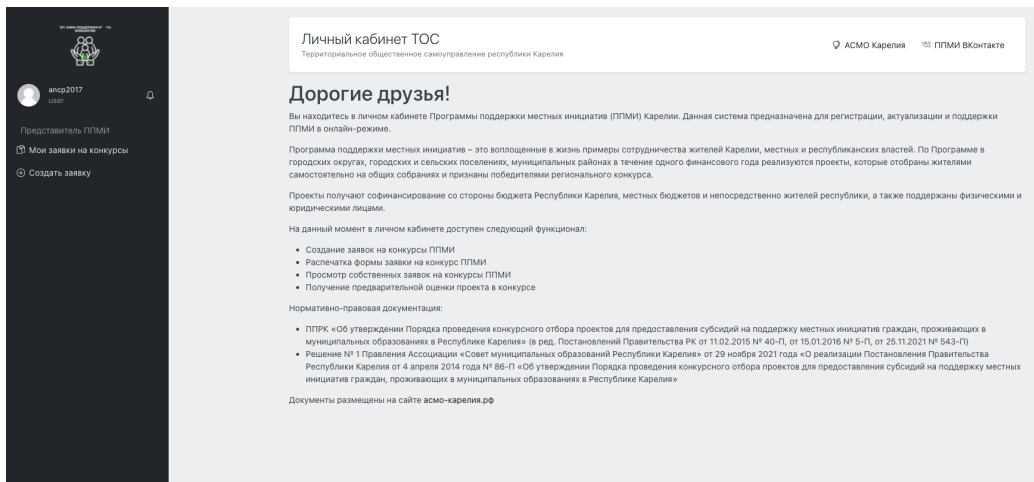 ПРОГРАММА ПОДДЕРЖКИ МЕСТНЫХ
ИНИЦИАТИВ
ancp2017
user
Представитель ППМИ
Мои заявки на конкурсы
Создать заявку
Личный кабинет ТОС
Территориальное общественное самоуправление республики Карелия
АСМО Карелия
ППМИ ВКонтакте
Дорогие друзья!
Вы находитесь в личном кабинете Программы поддержки местных инициатив (ППМИ) Карелии. Данная система предназначена для регистрации, актуализации и поддержки
ППМИ в онлайн-режиме.
Программа поддержки местных инициатив – это воплощенные в жизнь примеры сотрудничества жителей Карелии, местных и республиканских властей. По Программе в
городских округах, городских и сельских поселениях, муниципальных районах в течение одного финансового года реализуются проекты, которые отобраны жителями
самостоятельно на общих собраниях и признаны победителями регионального конкурса.
Проекты получают софинансирование со стороны бюджета Республики Карелия, местных бюджетов и непосредственно жителей республики, а также поддержаны физическими и
юридическими лицами.
На данный момент в личном кабинете доступен следующий функционал:
• Создание заявок на конкурсы ППМИ
• Распечатка формы заявки на конкурс ППМИ
• Просмотр собственных заявок на конкурсы ППМИ
• Получение предварительной оценки проекта в конкурсе
Нормативно-правовая документация:
• ППРК «Об утверждении Порядка проведения конкурсного отбора проектов для предоставления субсидий на поддержку местных инициатив граждан, проживающих в
муниципальных образованиях в Республике Карелия» (в ред. Постановлений Правительства РК от 11.02.2015 № 40-П, от 15.01.2016 № 5-П, от 25.11.2021 № 543-П)
• Решение № 1 Правления Ассоциации «Совет муниципальных образований Республики Карелия» от 29 ноября 2021 года «О реализации Постановления Правительства
Республики Карелия от 4 апреля 2014 года № 86-П «Об утверждении Порядка проведения конкурсного отбора проектов для предоставления субсидий на поддержку местных
инициатив граждан, проживающих в муниципальных образованиях в Республике Карелия»
Документы размещены на сайте асмо-карелия.рф